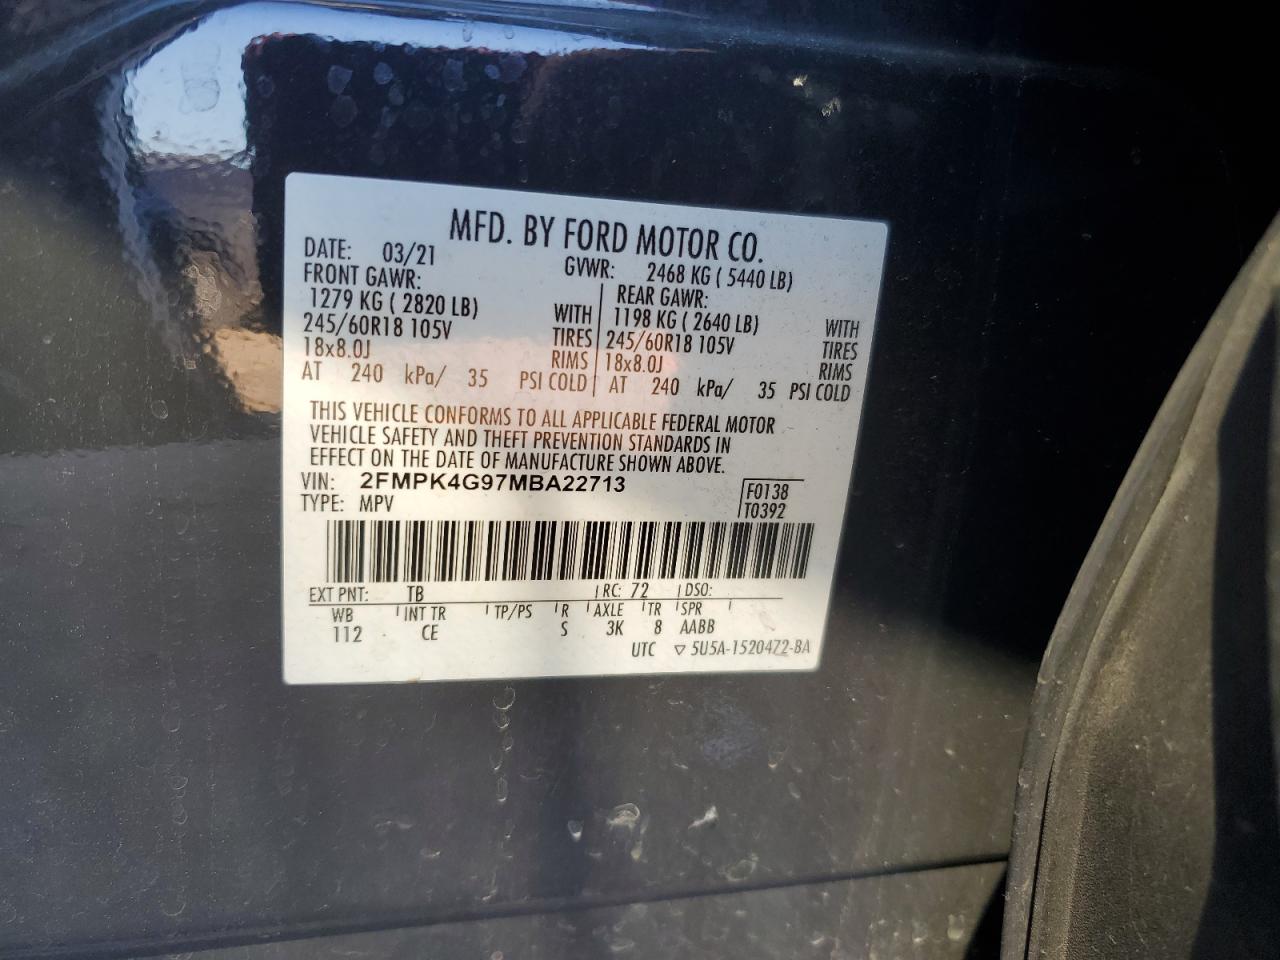 MFD. BY FORD MOTOR CO.
DATE: 03/21 GVWR: 2468 KG ( 5440 LB)
FRONT GAWR: REAR GAWR:
1279 KG ( 2820 LB) WITH 1198 KG ( 2640 LB) WITH
245/60R18 105V TIRES 245/60R18 105V TIRES
18x8.0J RIMS 18x8.0J RIMS
AT 240 kPa/ 35 PSI COLD AT 240 kPa/ 35 PSI COLD
THIS VEHICLE CONFORMS TO ALL APPLICABLE FEDERAL MOTOR
VEHICLE SAFETY AND THEFT PREVENTION STANDARDS IN
EFFECT ON THE DATE OF MANUFACTURE SHOWN ABOVE.
VIN: 2FMPK4G97MBA22713 F0138
TYPE: MPV T0392
EXT PNT: TB RC: 72 DSO:
WB INT TR TP/PS R AXLE TR SPR
112 CE S 3K 8 AABB
UTC ▽ 5U5A-1520472-BA